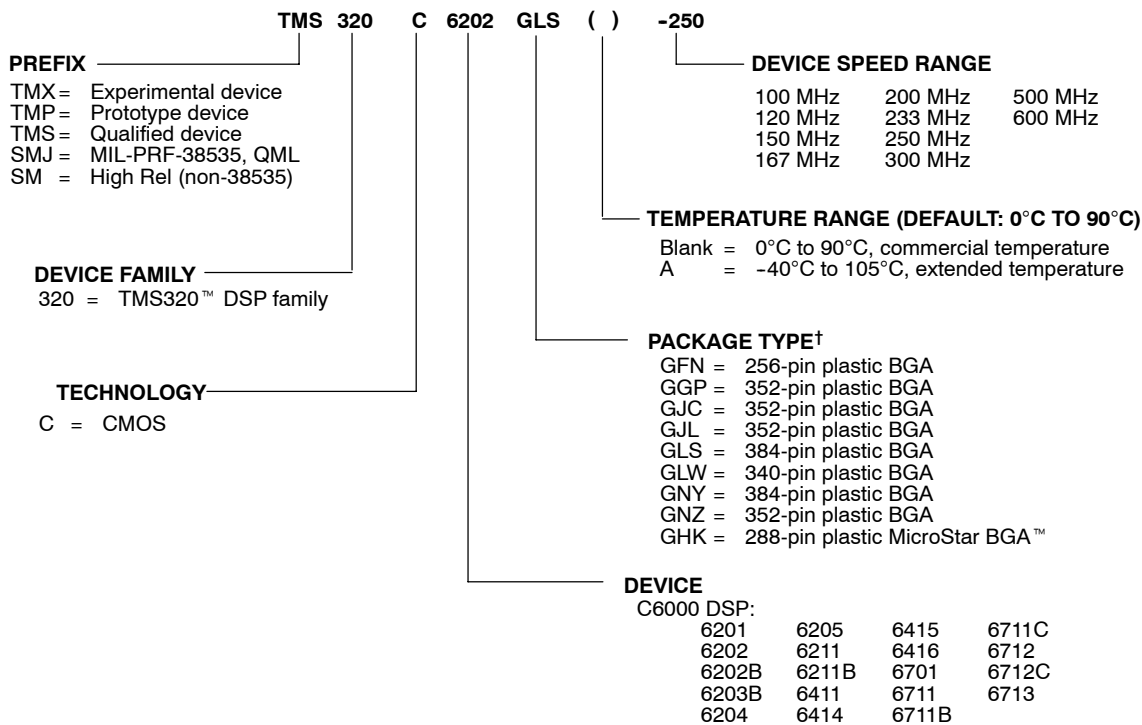 TMS 320 C 6202 GLS ( ) -250
PREFIX
TMX = Experimental device
TMP = Prototype device
TMS = Qualified device
SMJ = MIL-PRF-38535, QML
SM = High Rel (non-38535)
DEVICE SPEED RANGE
100 MHz 200 MHz 500 MHz
120 MHz 233 MHz 600 MHz
150 MHz 250 MHz
167 MHz 300 MHz
TEMPERATURE RANGE (DEFAULT: 0°C TO 90°C)
Blank = 0°C to 90°C, commercial temperature
A = -40°C to 105°C, extended temperature
DEVICE FAMILY
320 = TMS320™ DSP family
PACKAGE TYPE†
GFN = 256-pin plastic BGA
GGP = 352-pin plastic BGA
GJC = 352-pin plastic BGA
GJL = 352-pin plastic BGA
GLS = 384-pin plastic BGA
GLW = 340-pin plastic BGA
GNY = 384-pin plastic BGA
GNZ = 352-pin plastic BGA
GHK = 288-pin plastic MicroStar BGA™
TECHNOLOGY
C = CMOS
DEVICE
C6000 DSP:
6201 6205 6415 6711C
6202 6211 6416 6712
6202B 6211B 6701 6712C
6203B 6411 6711 6713
6204 6414 6711B